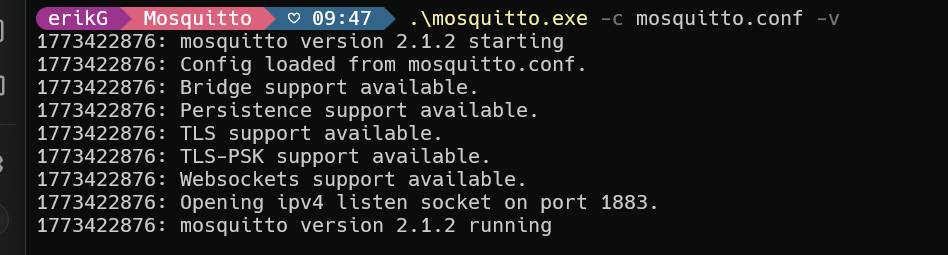 erikG Mosquitto ♡ 09:47 .\mosquitto.exe -c mosquitto.conf -v
1773422876: mosquitto version 2.1.2 starting
1773422876: Config loaded from mosquitto.conf.
1773422876: Bridge support available.
1773422876: Persistence support available.
1773422876: TLS support available.
1773422876: TLS-PSK support available.
1773422876: Websockets support available.
1773422876: Opening ipv4 listen socket on port 1883.
1773422876: mosquitto version 2.1.2 running